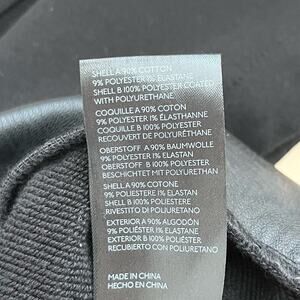 SHELL A 90% COTTON
9% POLYESTER 1% ELASTANE
SHELL B 100% POLYESTER COATED
WITH POLYURETHANE.
COQUILLE A 90% COTON
9% POLYESTER 1% ÉLASTHANNE
COQUILLE B 100% POLYESTER
RECOUVERT DE POLYURÉTHANE
OBERSTOFF A 90% BAUMWOLLE
9% POLYESTER 1% ELASTAN
OBERSTOFF B 100% POLYESTER
BESCHICHTET MIT POLYURETHAN
SHELL A 90% COTONE
9% POLIESTERE 1% ELASTAN
SHELL B 100% POLIESTERE
RIVESTITO DI POLIURETANO
EXTERIOR A 90% ALGODÓN
9% POLIÉSTER 1% ELASTANO
EXTERIOR B 100% POLIÉSTER
RECUBIERTO CON POLIURETANO
MADE IN CHINA
HECHO EN CHINA